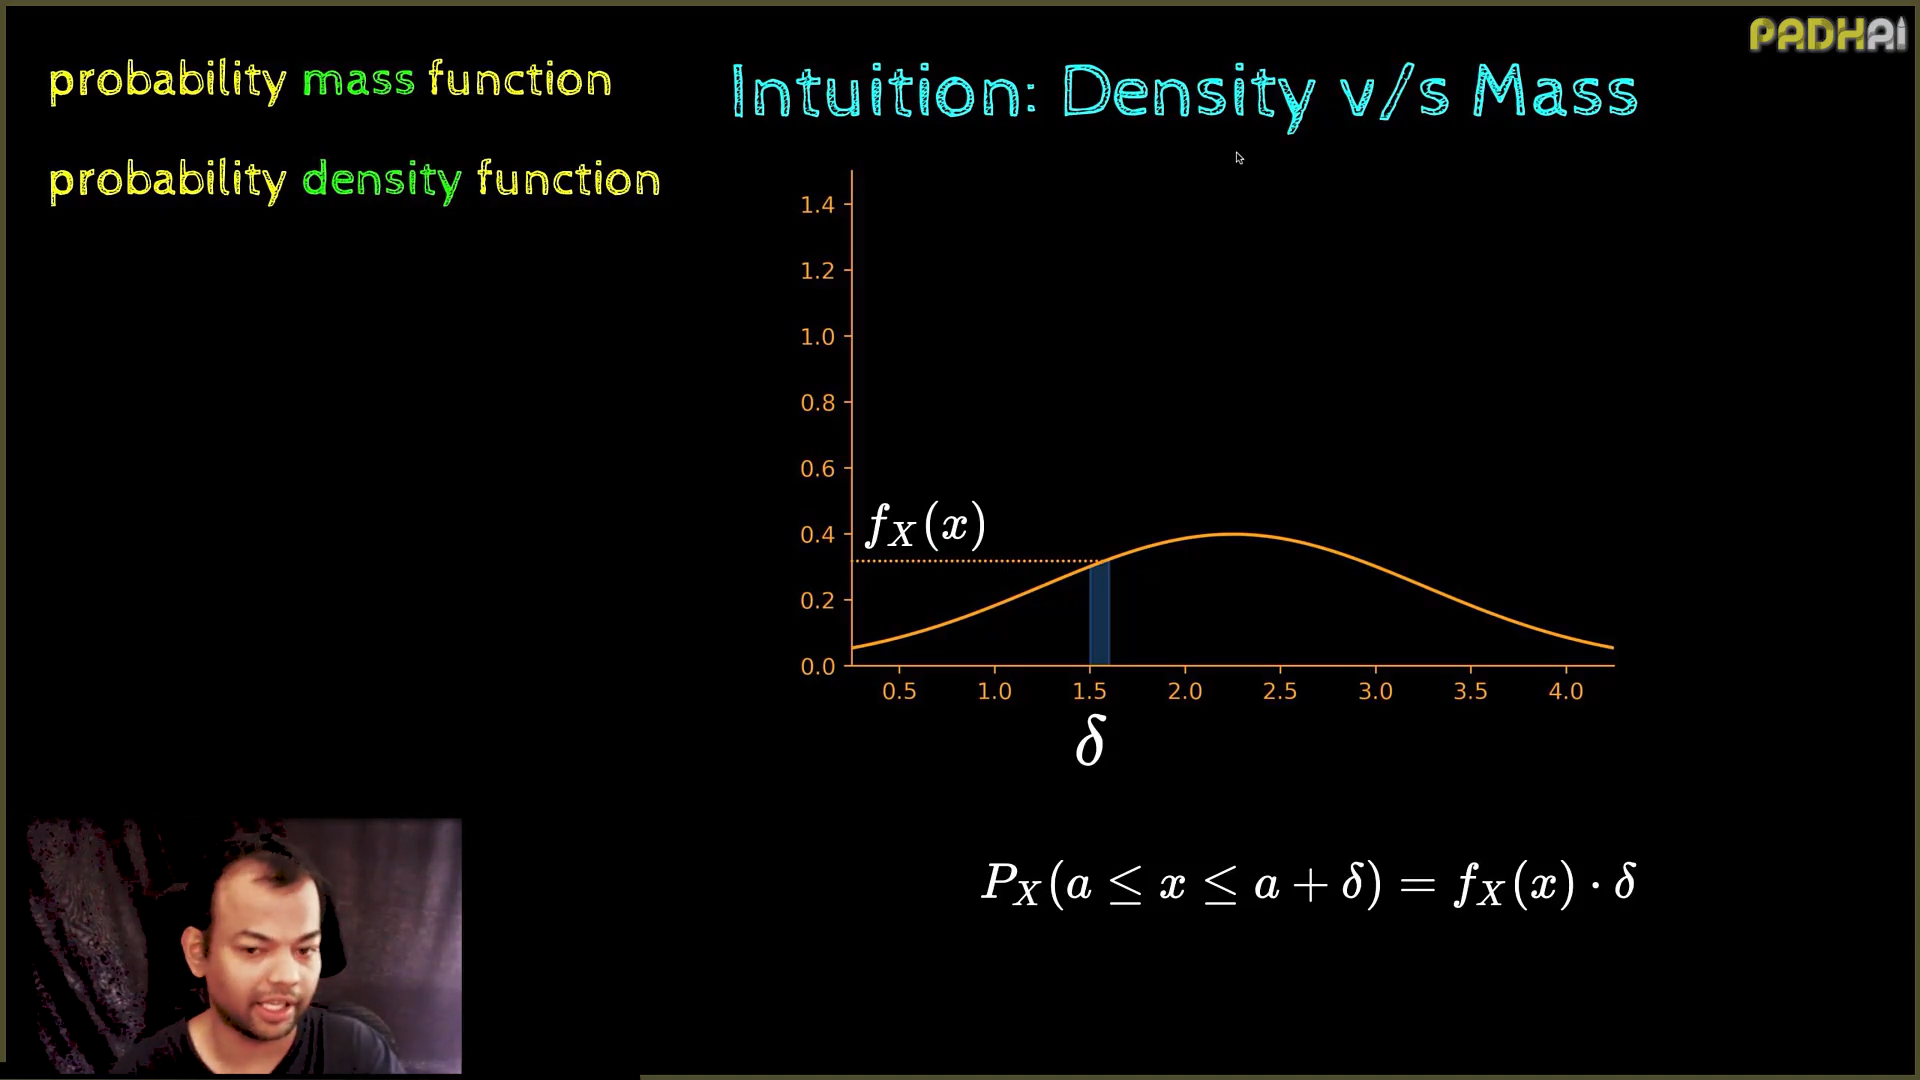 PADHAI
probability mass function
Intuition: Density v/s Mass
probability density function
1.4
1.2
1.0
0.8
0.6
0.4
0.2
0.0
f_X(x)
0.5 1.0 1.5 2.0 2.5 3.0 3.5 4.0
δ
P_X(a ≤ x ≤ a + δ) = f_X(x) · δ